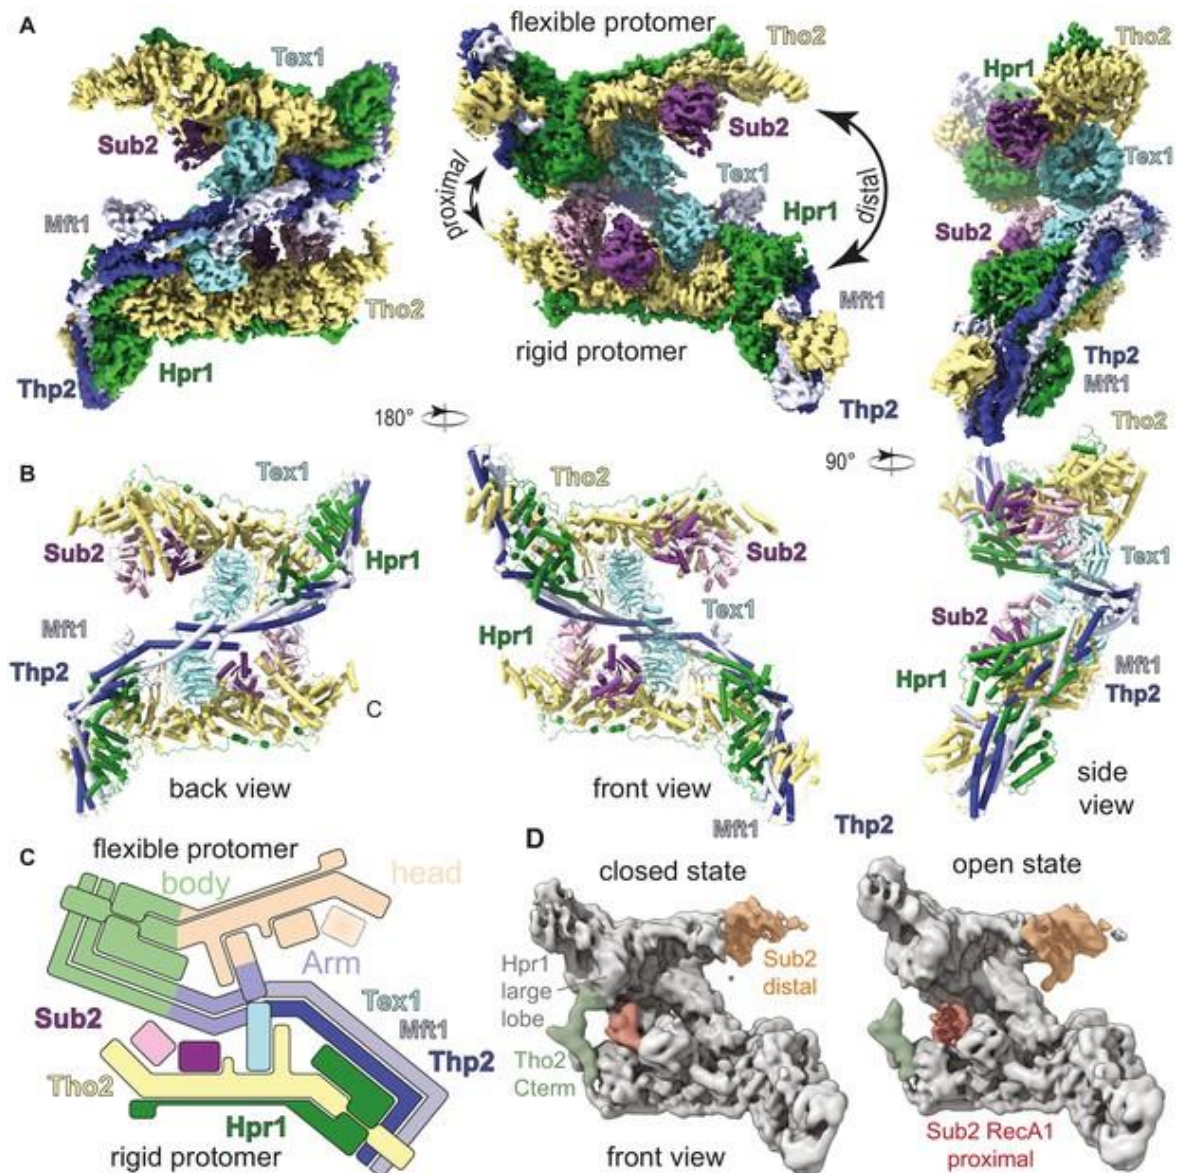 A
Tex1
Sub2
Mft1
Tho2
Hpr1
Thp2
flexible protomer
Tho2
Sub2
proximal
Tex1
distal
Hpr1
Mft1
rigid protomer
Thp2
Tho2
Hpr1
Tex1
Sub2
Thp2
Mft1
Tho2
180°
90°
B
Tex1
Sub2
Hpr1
Mft1
Thp2
C
back view
Tho2
Sub2
Tex1
Hpr1
front view
Mft1
Thp2
Tex1
Sub2
Hpr1
Mft1
Thp2
side
view
C
flexible protomer
body
head
Arm
Sub2
Tex1
Mft1
Thp2
Tho2
Hpr1
rigid protomer
D
closed state
open state
Hpr1
large
lobe
Sub2
distal
Tho2
Cterm
front view
Sub2 RecA1
proximal